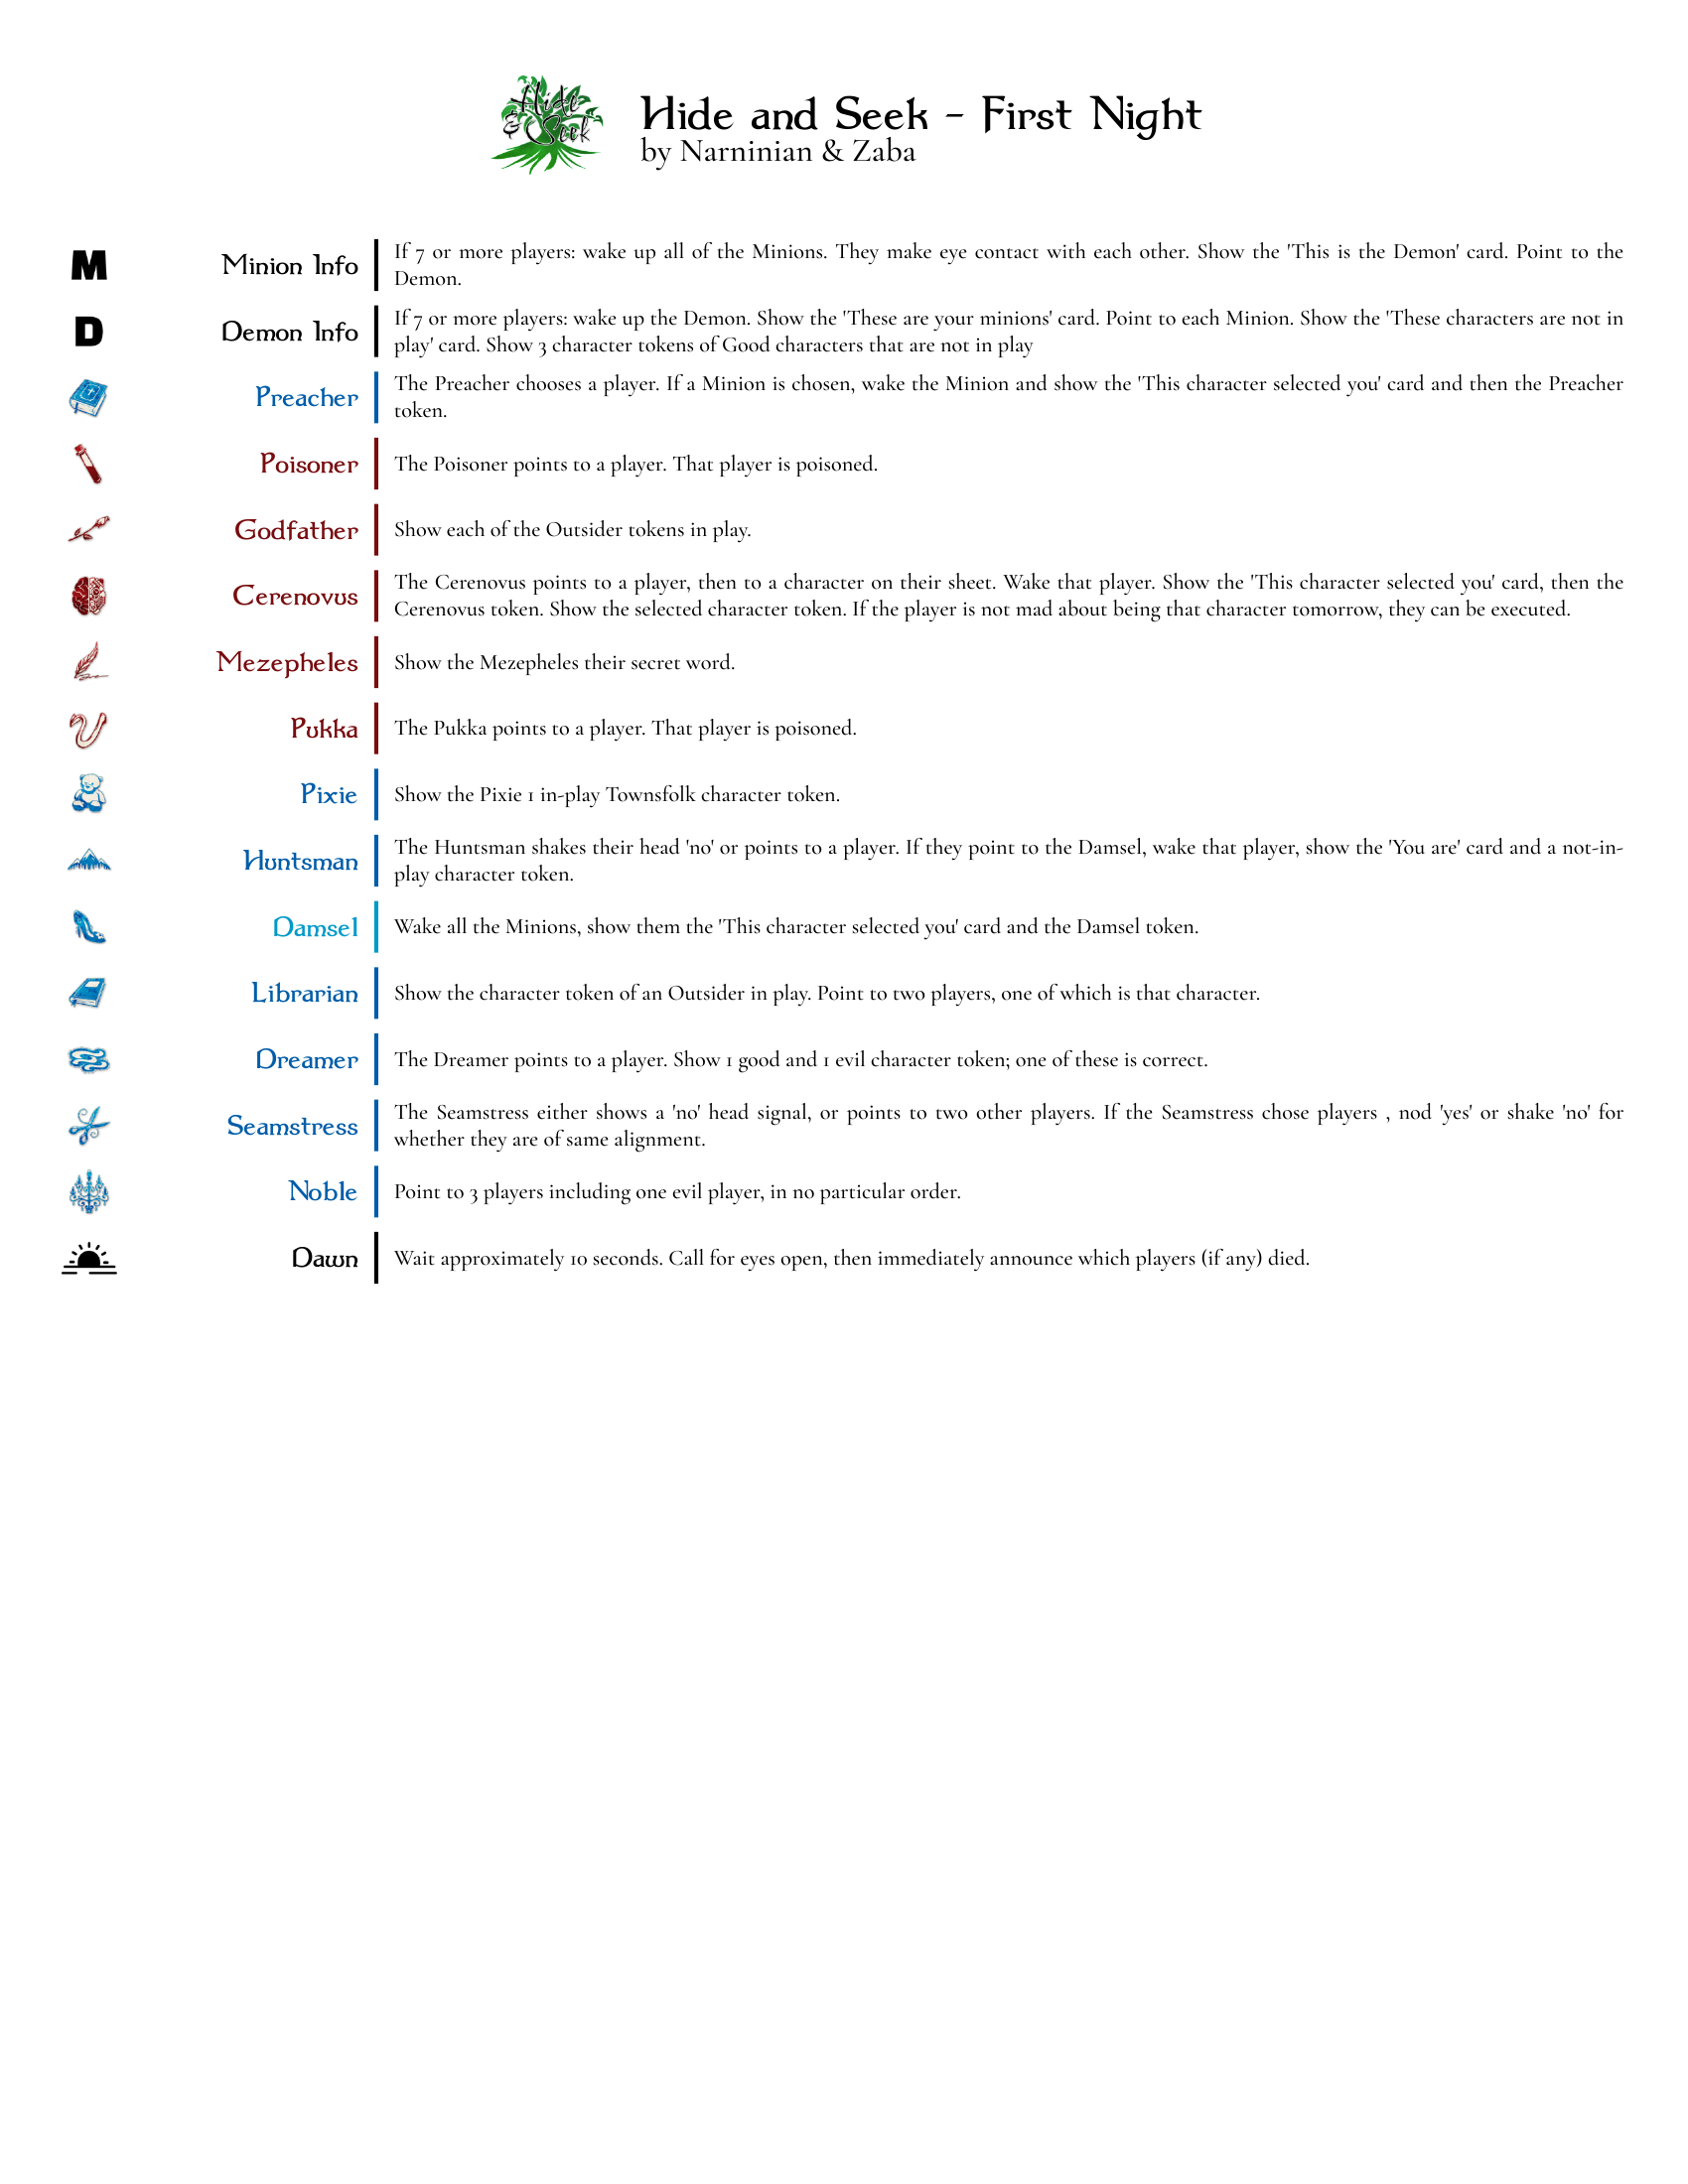 Hide
& Seek
Hide and Seek - First Night
by Narninian & Zaba
M
Minion Info
If 7 or more players: wake up all of the Minions. They make eye contact with each other. Show the 'This is the Demon' card. Point to the
Demon.
D
Demon Info
If 7 or more players: wake up the Demon. Show the 'These are your minions' card. Point to each Minion. Show the 'These characters are not in
play' card. Show 3 character tokens of Good characters that are not in play
Preacher
The Preacher chooses a player. If a Minion is chosen, wake the Minion and show the 'This character selected you' card and then the Preacher
token.
Poisoner
The Poisoner points to a player. That player is poisoned.
Godfather
Show each of the Outsider tokens in play.
Cerenovus
The Cerenovus points to a player, then to a character on their sheet. Wake that player. Show the 'This character selected you' card, then the
Cerenovus token. Show the selected character token. If the player is not mad about being that character tomorrow, they can be executed.
Mezepheles
Show the Mezepheles their secret word.
Pukka
The Pukka points to a player. That player is poisoned.
Pixie
Show the Pixie 1 in-play Townsfolk character token.
Huntsman
The Huntsman shakes their head 'no' or points to a player. If they point to the Damsel, wake that player, show the 'You are' card and a not-in-
play character token.
Damsel
Wake all the Minions, show them the 'This character selected you' card and the Damsel token.
Librarian
Show the character token of an Outsider in play. Point to two players, one of which is that character.
Dreamer
The Dreamer points to a player. Show 1 good and 1 evil character token; one of these is correct.
Seamstress
The Seamstress either shows a 'no' head signal, or points to two other players. If the Seamstress chose players , nod 'yes' or shake 'no' for
whether they are of same alignment.
Noble
Point to 3 players including one evil player, in no particular order.
Dawn
Wait approximately 10 seconds. Call for eyes open, then immediately announce which players (if any) died.